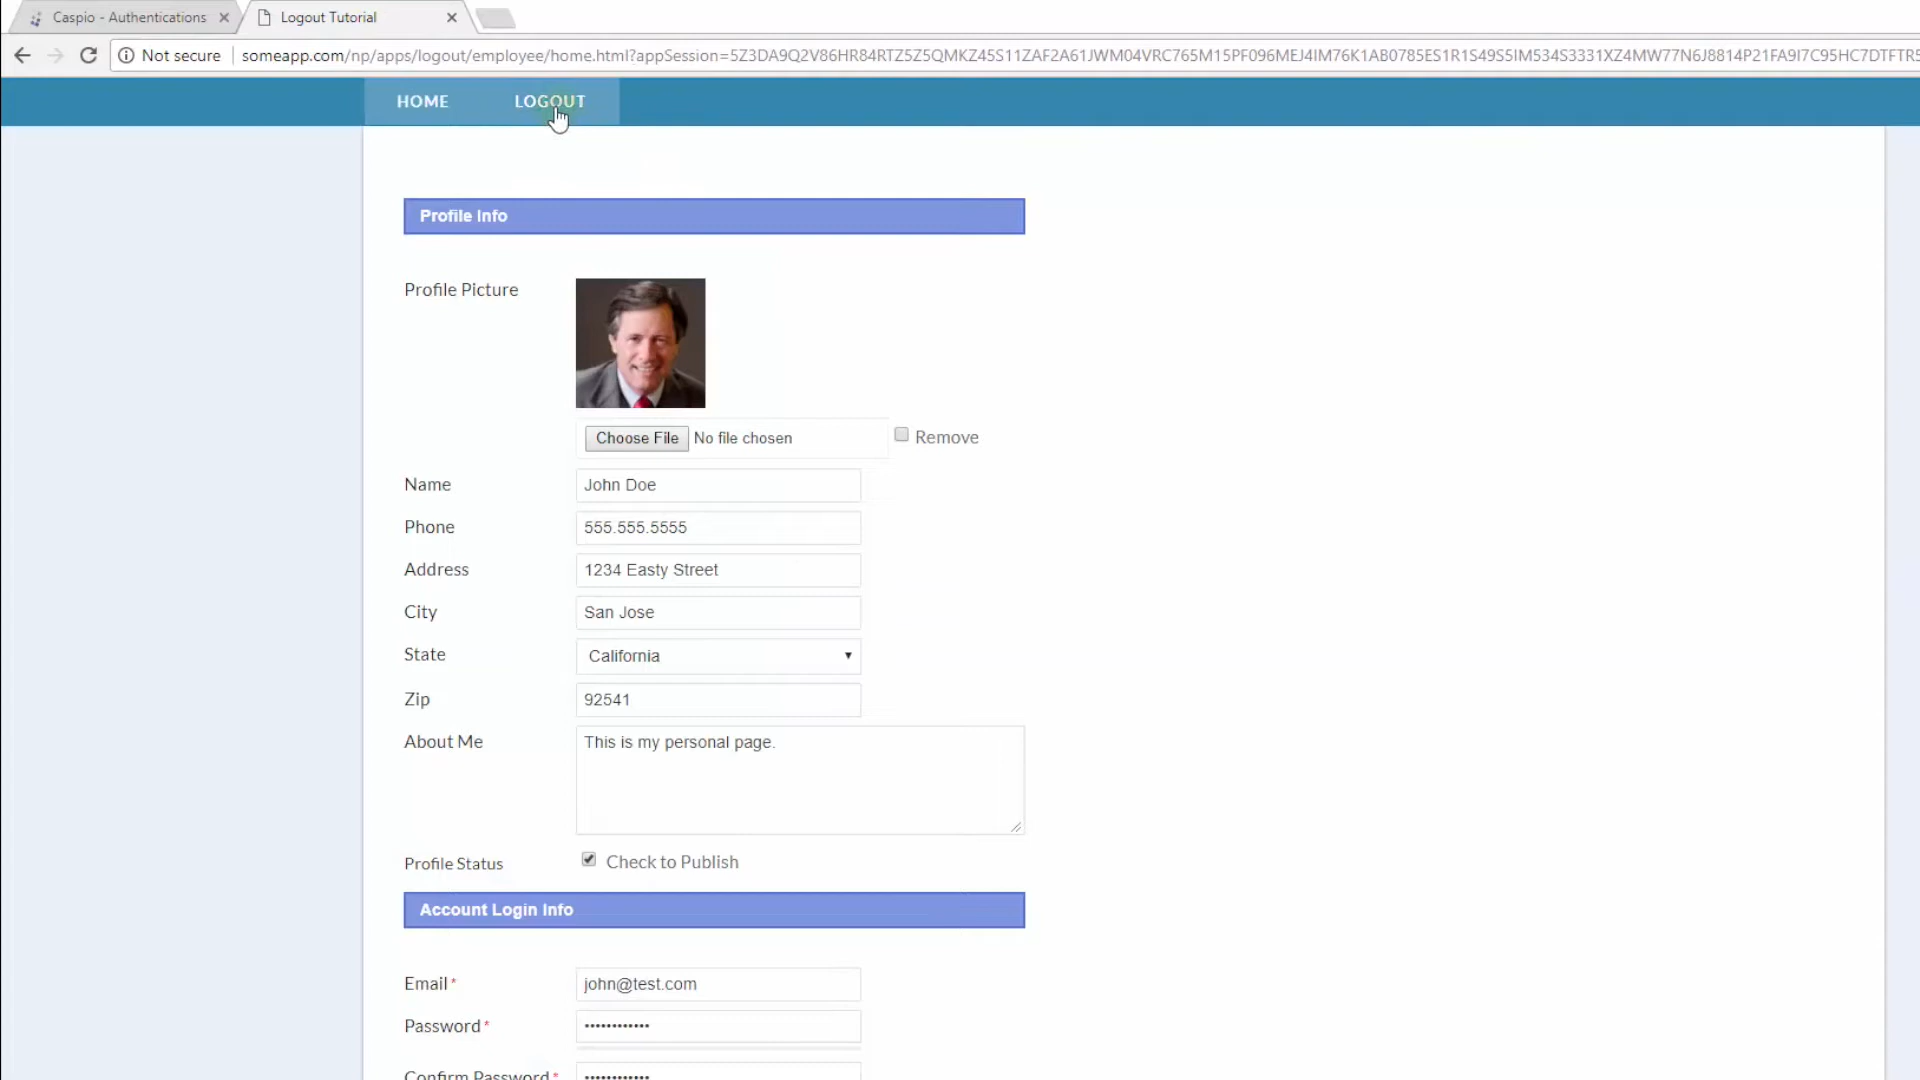 Caspio - Authentications
Logout Tutorial
Not secure
someapp.com/np/apps/logout/employee/home.html?appSession=5Z3DA9Q2V86HR84RTZ5Z5QMKZ45S11ZAF2A61JWM04VRC765M15PF096MEJ4IM76K1AB0785ES1R1S49S5IM534S3331XZ4MW77N6J8814P21FA9I7C95HC7DTFTR5
HOME LOGOUT
Profile Info
Profile Picture
Choose File No file chosen Remove
Name John Doe
Phone 555.555.5555
Address 1234 Easty Street
City San Jose
State California
Zip 92541
About Me This is my personal page.
Profile Status Check to Publish
Account Login Info
Email* john@test.com
Password* ••••••••••••
Confirm Password* ••••••••••••